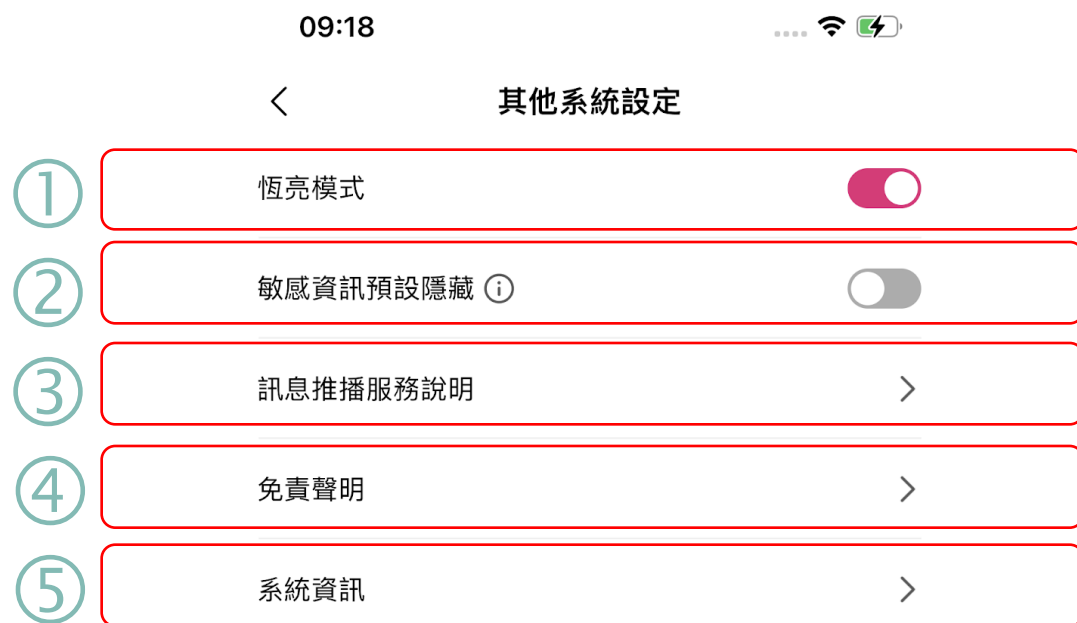 09:18
其他系統設定
① 恆亮模式
② 敏感資訊預設隱藏
③ 訊息推播服務說明
④ 免責聲明
⑤ 系統資訊